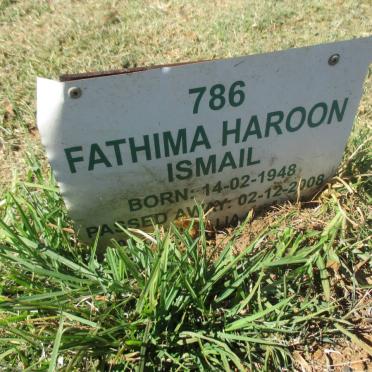 786
FATHIMA HAROON
ISMAIL
BORN: 14-02-1948
PASSED AWAY: 02-12-2008